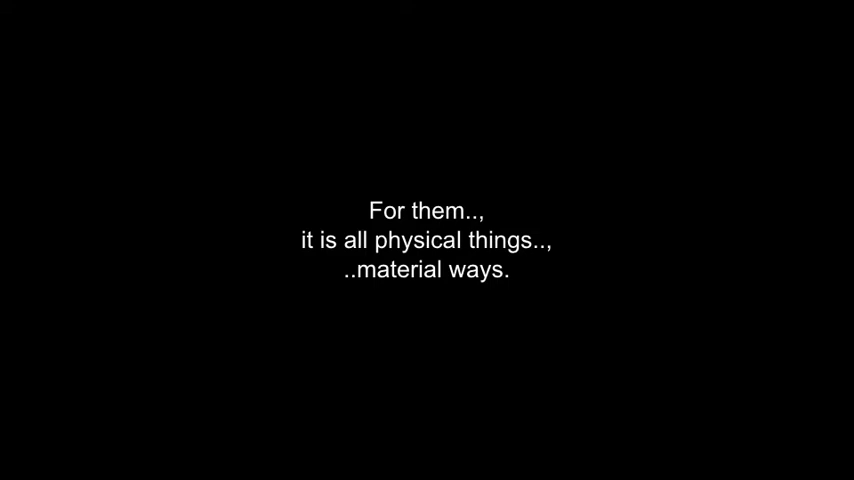 For them..,
it is all physical things..,
..material ways.